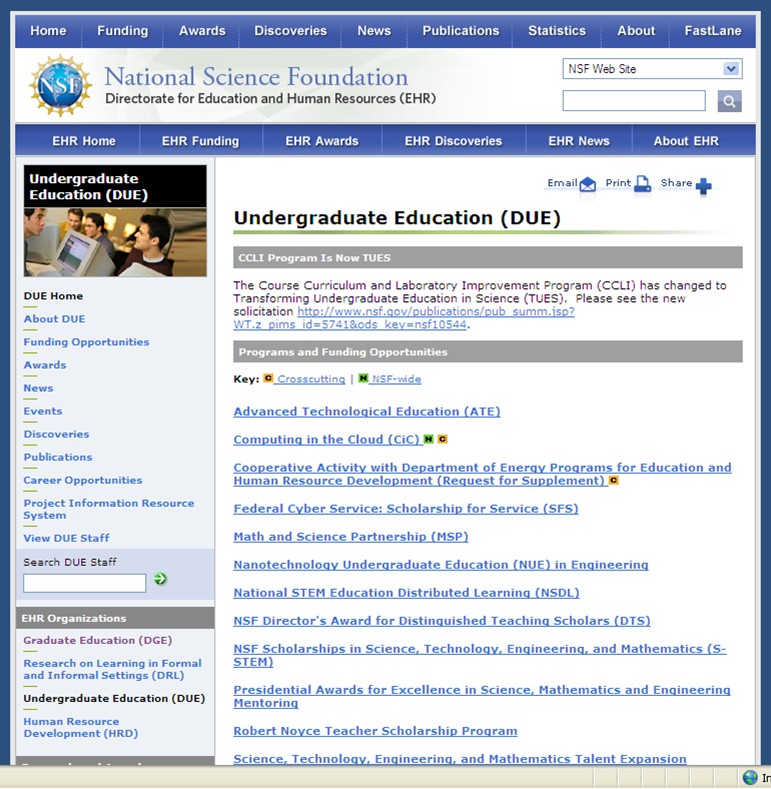 Home Funding Awards Discoveries News Publications Statistics About FastLane
NSF
National Science Foundation
Directorate for Education and Human Resources (EHR)
NSF Web Site
EHR Home EHR Funding EHR Awards EHR Discoveries EHR News About EHR
Undergraduate
Education (DUE)
DUE Home
About DUE
Funding Opportunities
Awards
News
Events
Discoveries
Publications
Career Opportunities
Project Information Resource
System
View DUE Staff
Search DUE Staff
EHR Organizations
Graduate Education (DGE)
Research on Learning in Formal
and Informal Settings (DRL)
Undergraduate Education (DUE)
Human Resource
Development (HRD)
Email Print Share
Undergraduate Education (DUE)
CCLI Program Is Now TUES
The Course Curriculum and Laboratory Improvement Program (CCLI) has changed to
Transforming Undergraduate Education in Science (TUES).  Please see the new
solicitation http://www.nsf.gov/publications/pub_summ.jsp?
WT.z_pims_id=5741&ods_key=nsf10544.
Programs and Funding Opportunities
Key: C Crosscutting | N NSF-wide
Advanced Technological Education (ATE)
Computing in the Cloud (CiC) N C
Cooperative Activity with Department of Energy Programs for Education and
Human Resource Development (Request for Supplement) C
Federal Cyber Service: Scholarship for Service (SFS)
Math and Science Partnership (MSP)
Nanotechnology Undergraduate Education (NUE) in Engineering
National STEM Education Distributed Learning (NSDL)
NSF Director's Award for Distinguished Teaching Scholars (DTS)
NSF Scholarships in Science, Technology, Engineering, and Mathematics (S-
STEM)
Presidential Awards for Excellence in Science, Mathematics and Engineering
Mentoring
Robert Noyce Teacher Scholarship Program
Science, Technology, Engineering, and Mathematics Talent Expansion